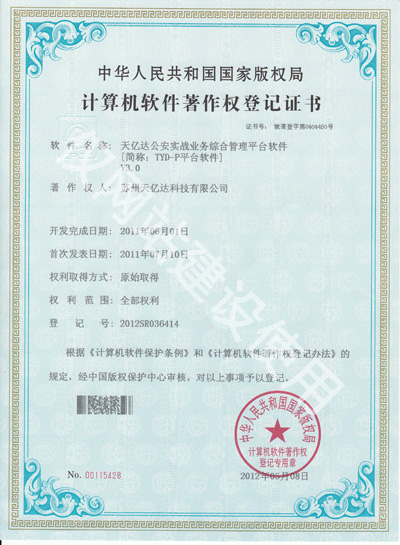 中华人民共和国国家版权局
计算机软件著作权登记证书
证书号： 软著登字第0404450号
软件名称： 天亿达公安实战业务综合管理平台软件
[简称：TYD-P平台软件]
V3.0
著作权人： 苏州天亿达科技有限公司
开发完成日期： 2011年06月01日
首次发表日期： 2011年07月10日
权利取得方式： 原始取得
权利范围： 全部权利
登记号： 2012SR036414
根据《计算机软件保护条例》和《计算机软件著作权登记办法》的
规定，经中国版权保护中心审核，对以上事项予以登记。
中华人民共和国国家版权局
计算机软件著作权
登记专用章
No. 00115428
2012年05月08日
仅网站建设使用